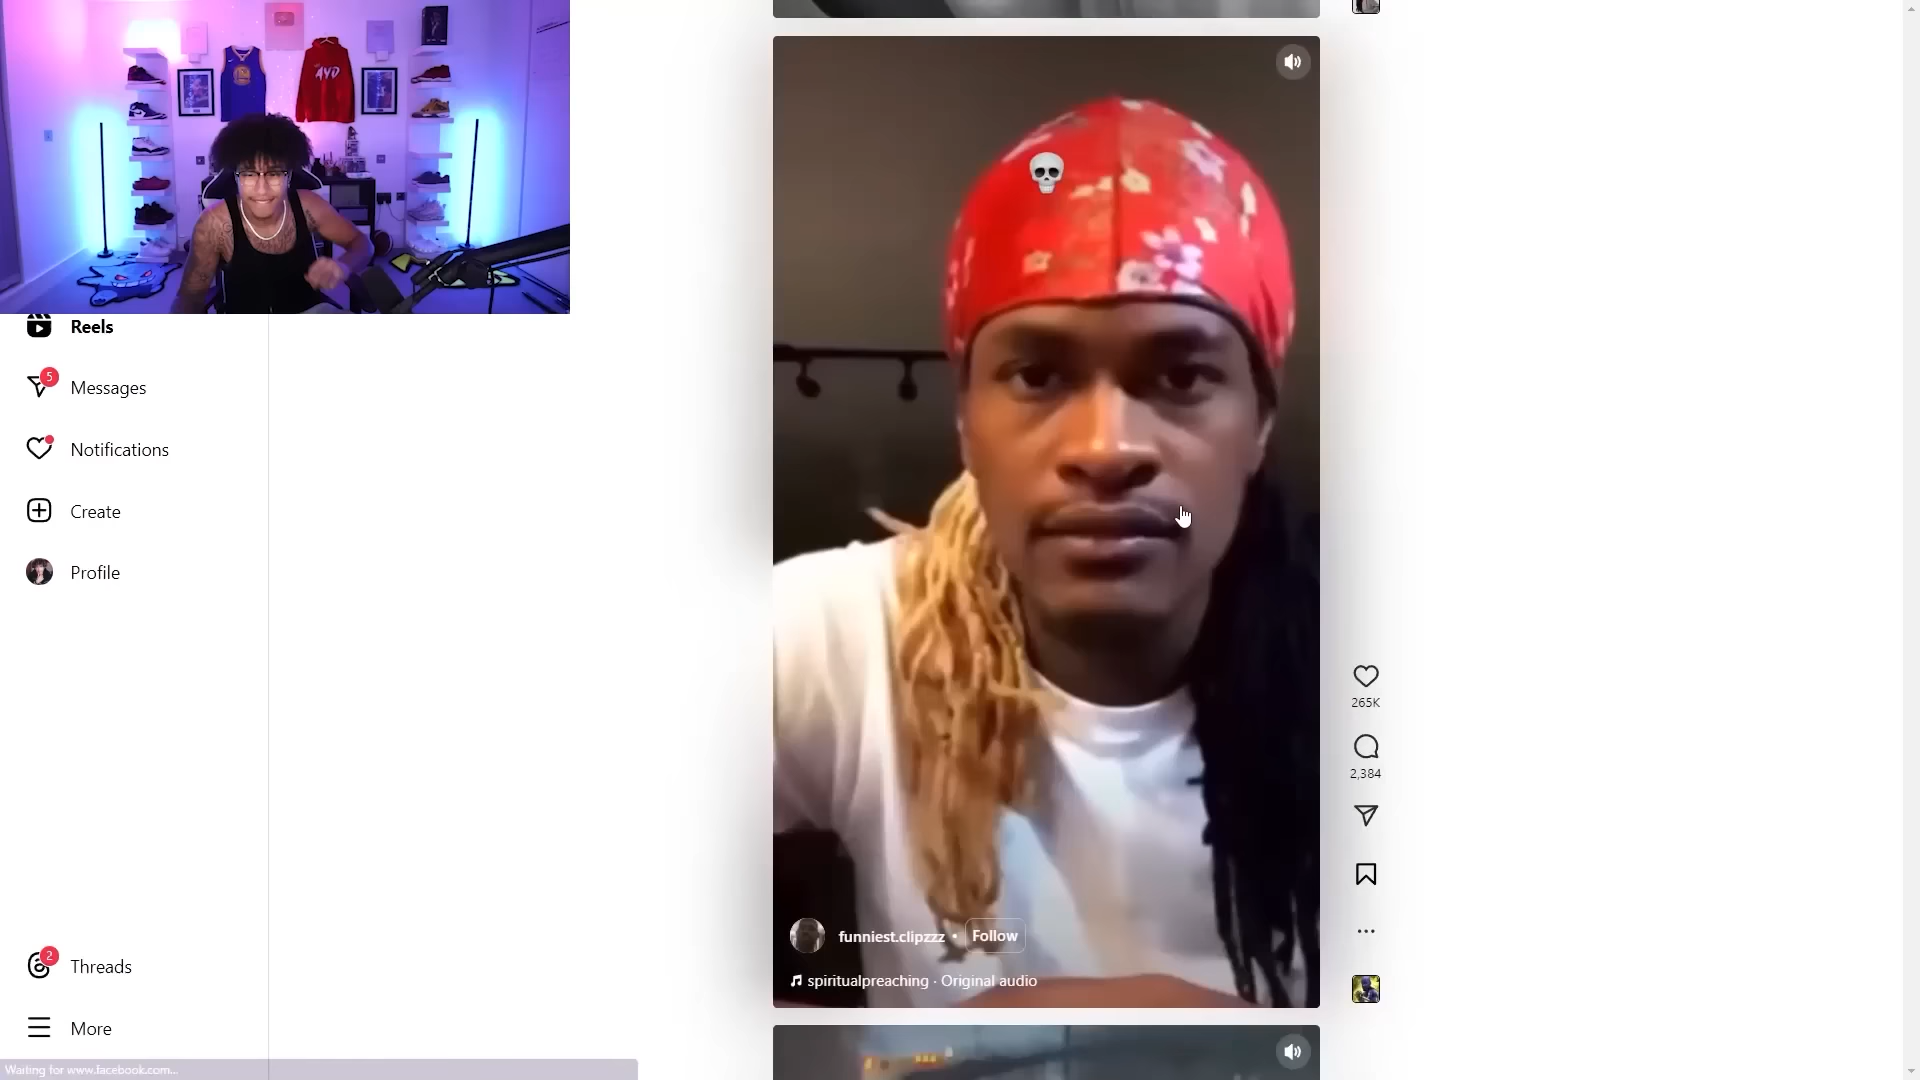 AYO
Reels
5
Messages
Notifications
Create
Profile
265K
2,384
funniest.clipzzz • Follow
spiritualpreaching · Original audio
2
Threads
More
Waiting for www.facebook.com...